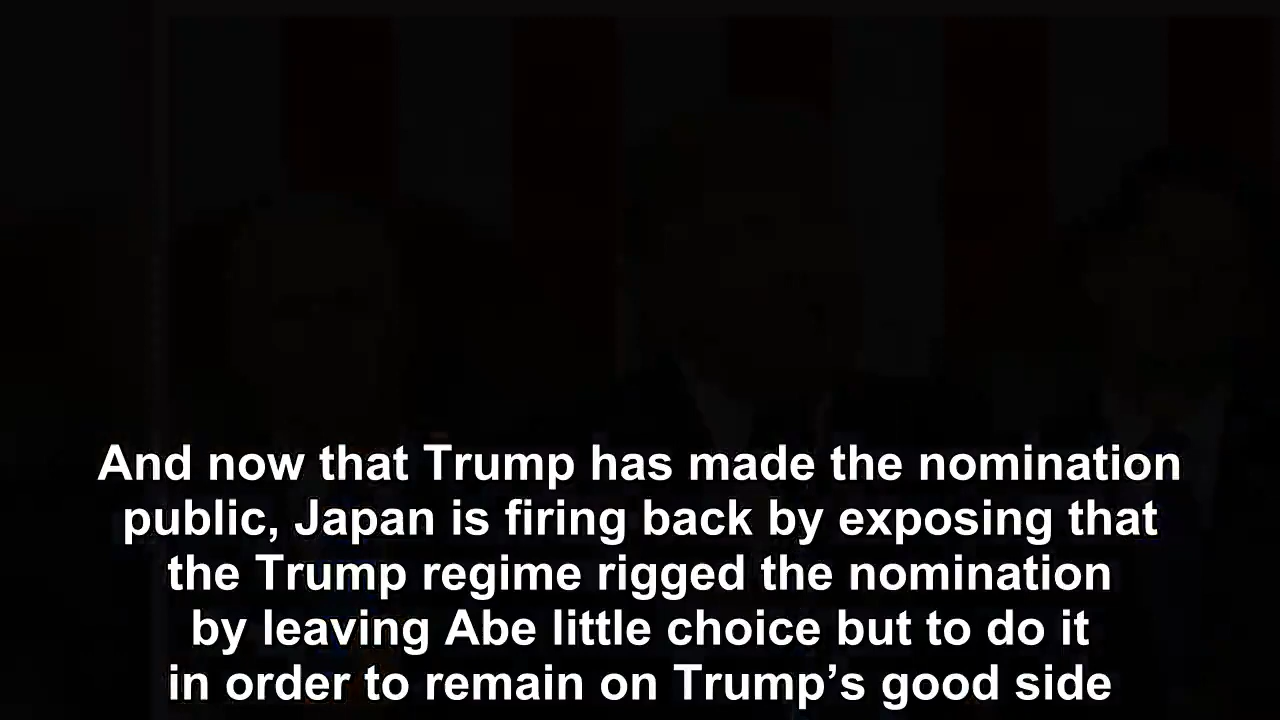 And now that Trump has made the nomination
public, Japan is firing back by exposing that
the Trump regime rigged the nomination
by leaving Abe little choice but to do it
in order to remain on Trump’s good side